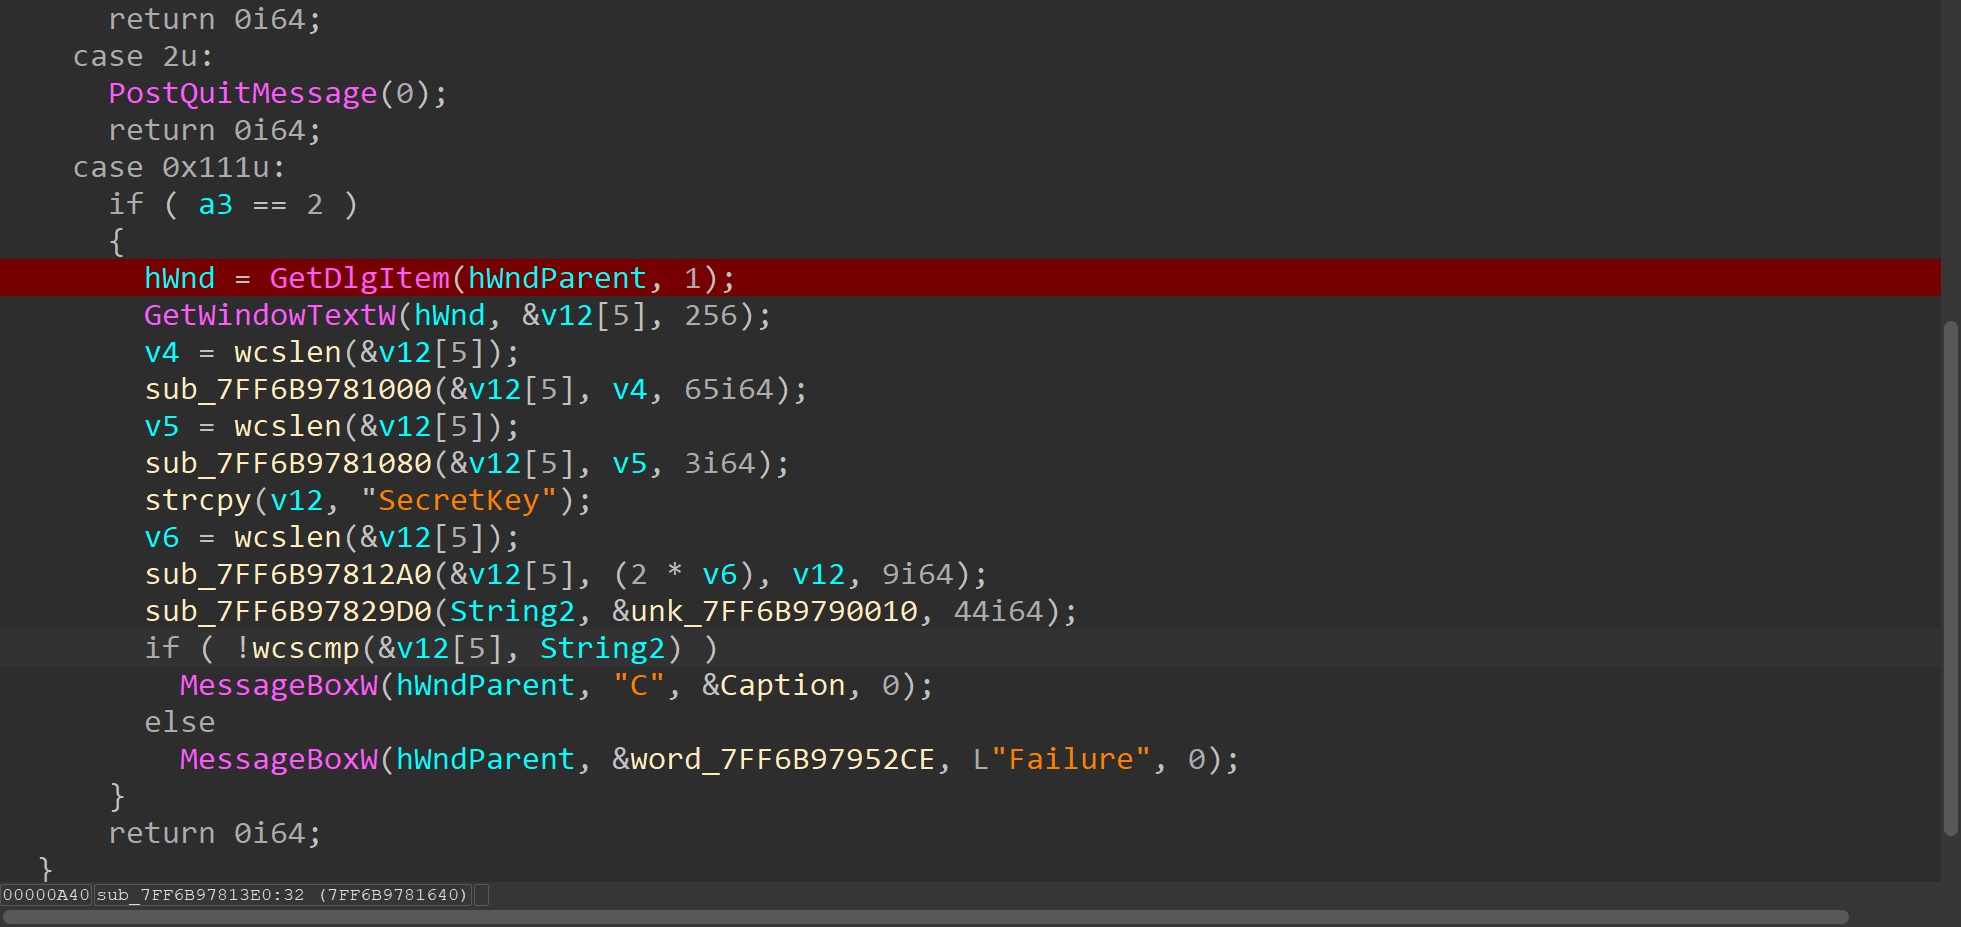 return 0i64;
case 2u:
PostQuitMessage(0);
return 0i64;
case 0x111u:
if ( a3 == 2 )
{
hWnd = GetDlgItem(hWndParent, 1);
GetWindowTextW(hWnd, &v12[5], 256);
v4 = wcslen(&v12[5]);
sub_7FF6B9781000(&v12[5], v4, 65i64);
v5 = wcslen(&v12[5]);
sub_7FF6B9781080(&v12[5], v5, 3i64);
strcpy(v12, "SecretKey");
v6 = wcslen(&v12[5]);
sub_7FF6B97812A0(&v12[5], (2 * v6), v12, 9i64);
sub_7FF6B97829D0(String2, &unk_7FF6B9790010, 44i64);
if ( !wcscmp(&v12[5], String2) )
MessageBoxW(hWndParent, "C", &Caption, 0);
else
MessageBoxW(hWndParent, &word_7FF6B97952CE, L"Failure", 0);
}
return 0i64;
}
00000A40 sub_7FF6B97813E0:32 (7FF6B9781640)